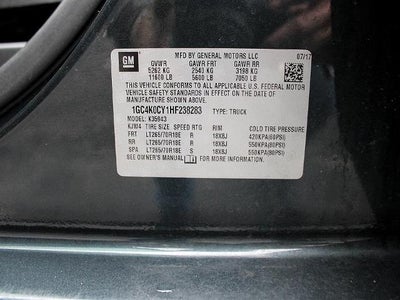 GM
MFD BY GENERAL MOTORS LLC 07/17
GVWR GAWR FRT GAWR RR
5262 KG 2540 KG 3198 KG
11600 LB 5600 LB 7050 LB
THIS VEHICLE CONFORMS TO ALL APPLICABLE U.S. FEDERAL MOTOR
VEHICLE SAFETY STANDARDS IN EFFECT ON THE DATE OF
MANUFACTURE SHOWN ABOVE.
1GC4K0CY1HF238283 TYPE: TRUCK
MODEL: K35943
TIRE SIZE SPEED RTG RIM COLD TIRE PRESSURE
FRT LT265/70R18E R 18X8J 420KPA(60PSI)
RR LT265/70R18E R 18X8J 550KPA(80PSI)
SPA LT265/70R18E S 18X8J 550KPA(80PSI)
SEE OWNER'S MANUAL